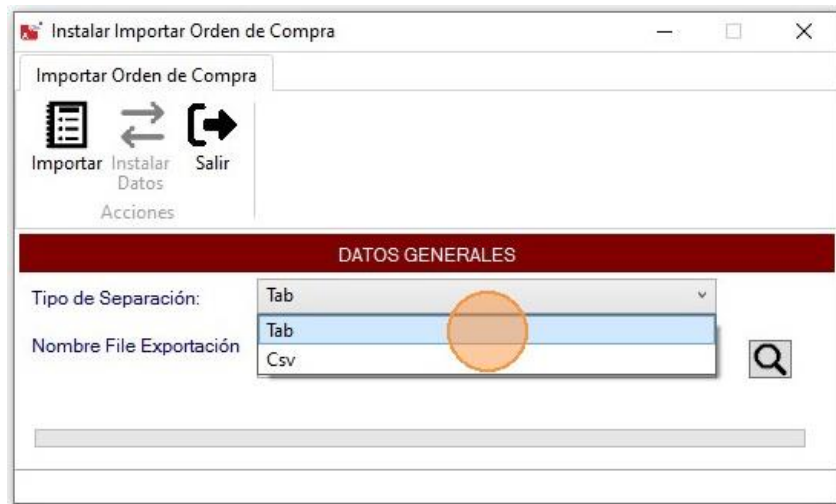 Instalar Importar Orden de Compra
Importar Orden de Compra
Importar
Instalar
Datos
Salir
Acciones
DATOS GENERALES
Tipo de Separación:
Tab
Tab
Csv
Nombre File Exportación